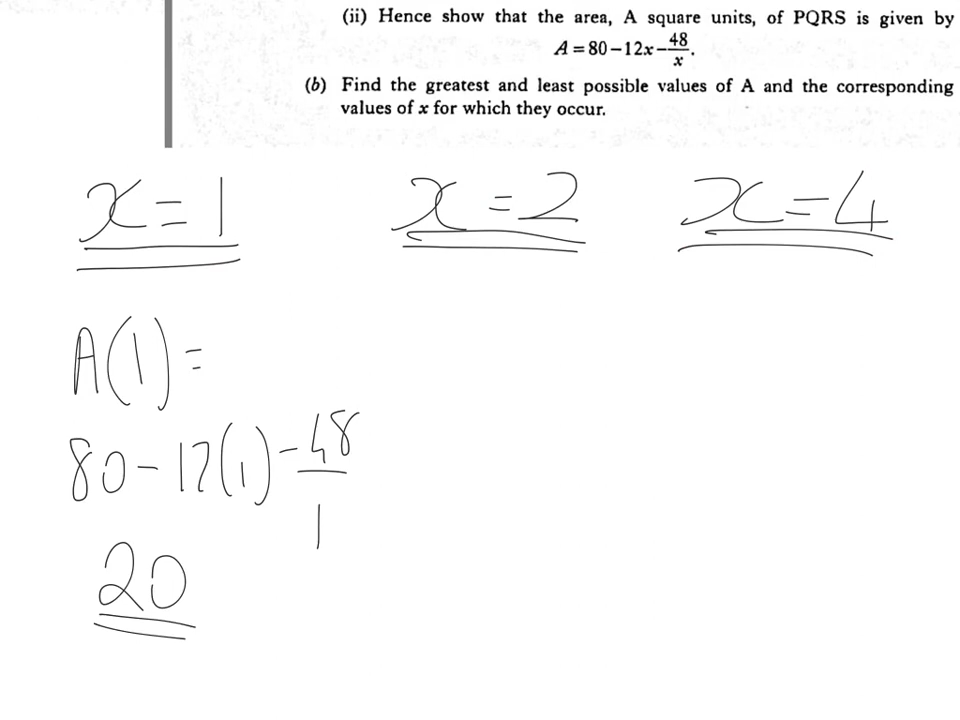 (ii) Hence show that the area, A square units, of PQRS is given by
A = 80 – 12x – 48/x.
(b) Find the greatest and least possible values of A and the corresponding
values of x for which they occur.
x = 1 x = 2 x = 4
A(1) =
80 - 12(1) - 48/1
20